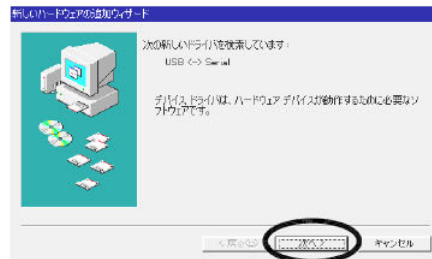 新しいハードウェアの追加ウィザード
次の新しいドライバを検索しています:
USB <-> Serial
デバイス ドライバは、ハードウェア デバイスが動作するために必要なソ
フトウェアです。
< 戻る(B)
次へ >
キャンセル